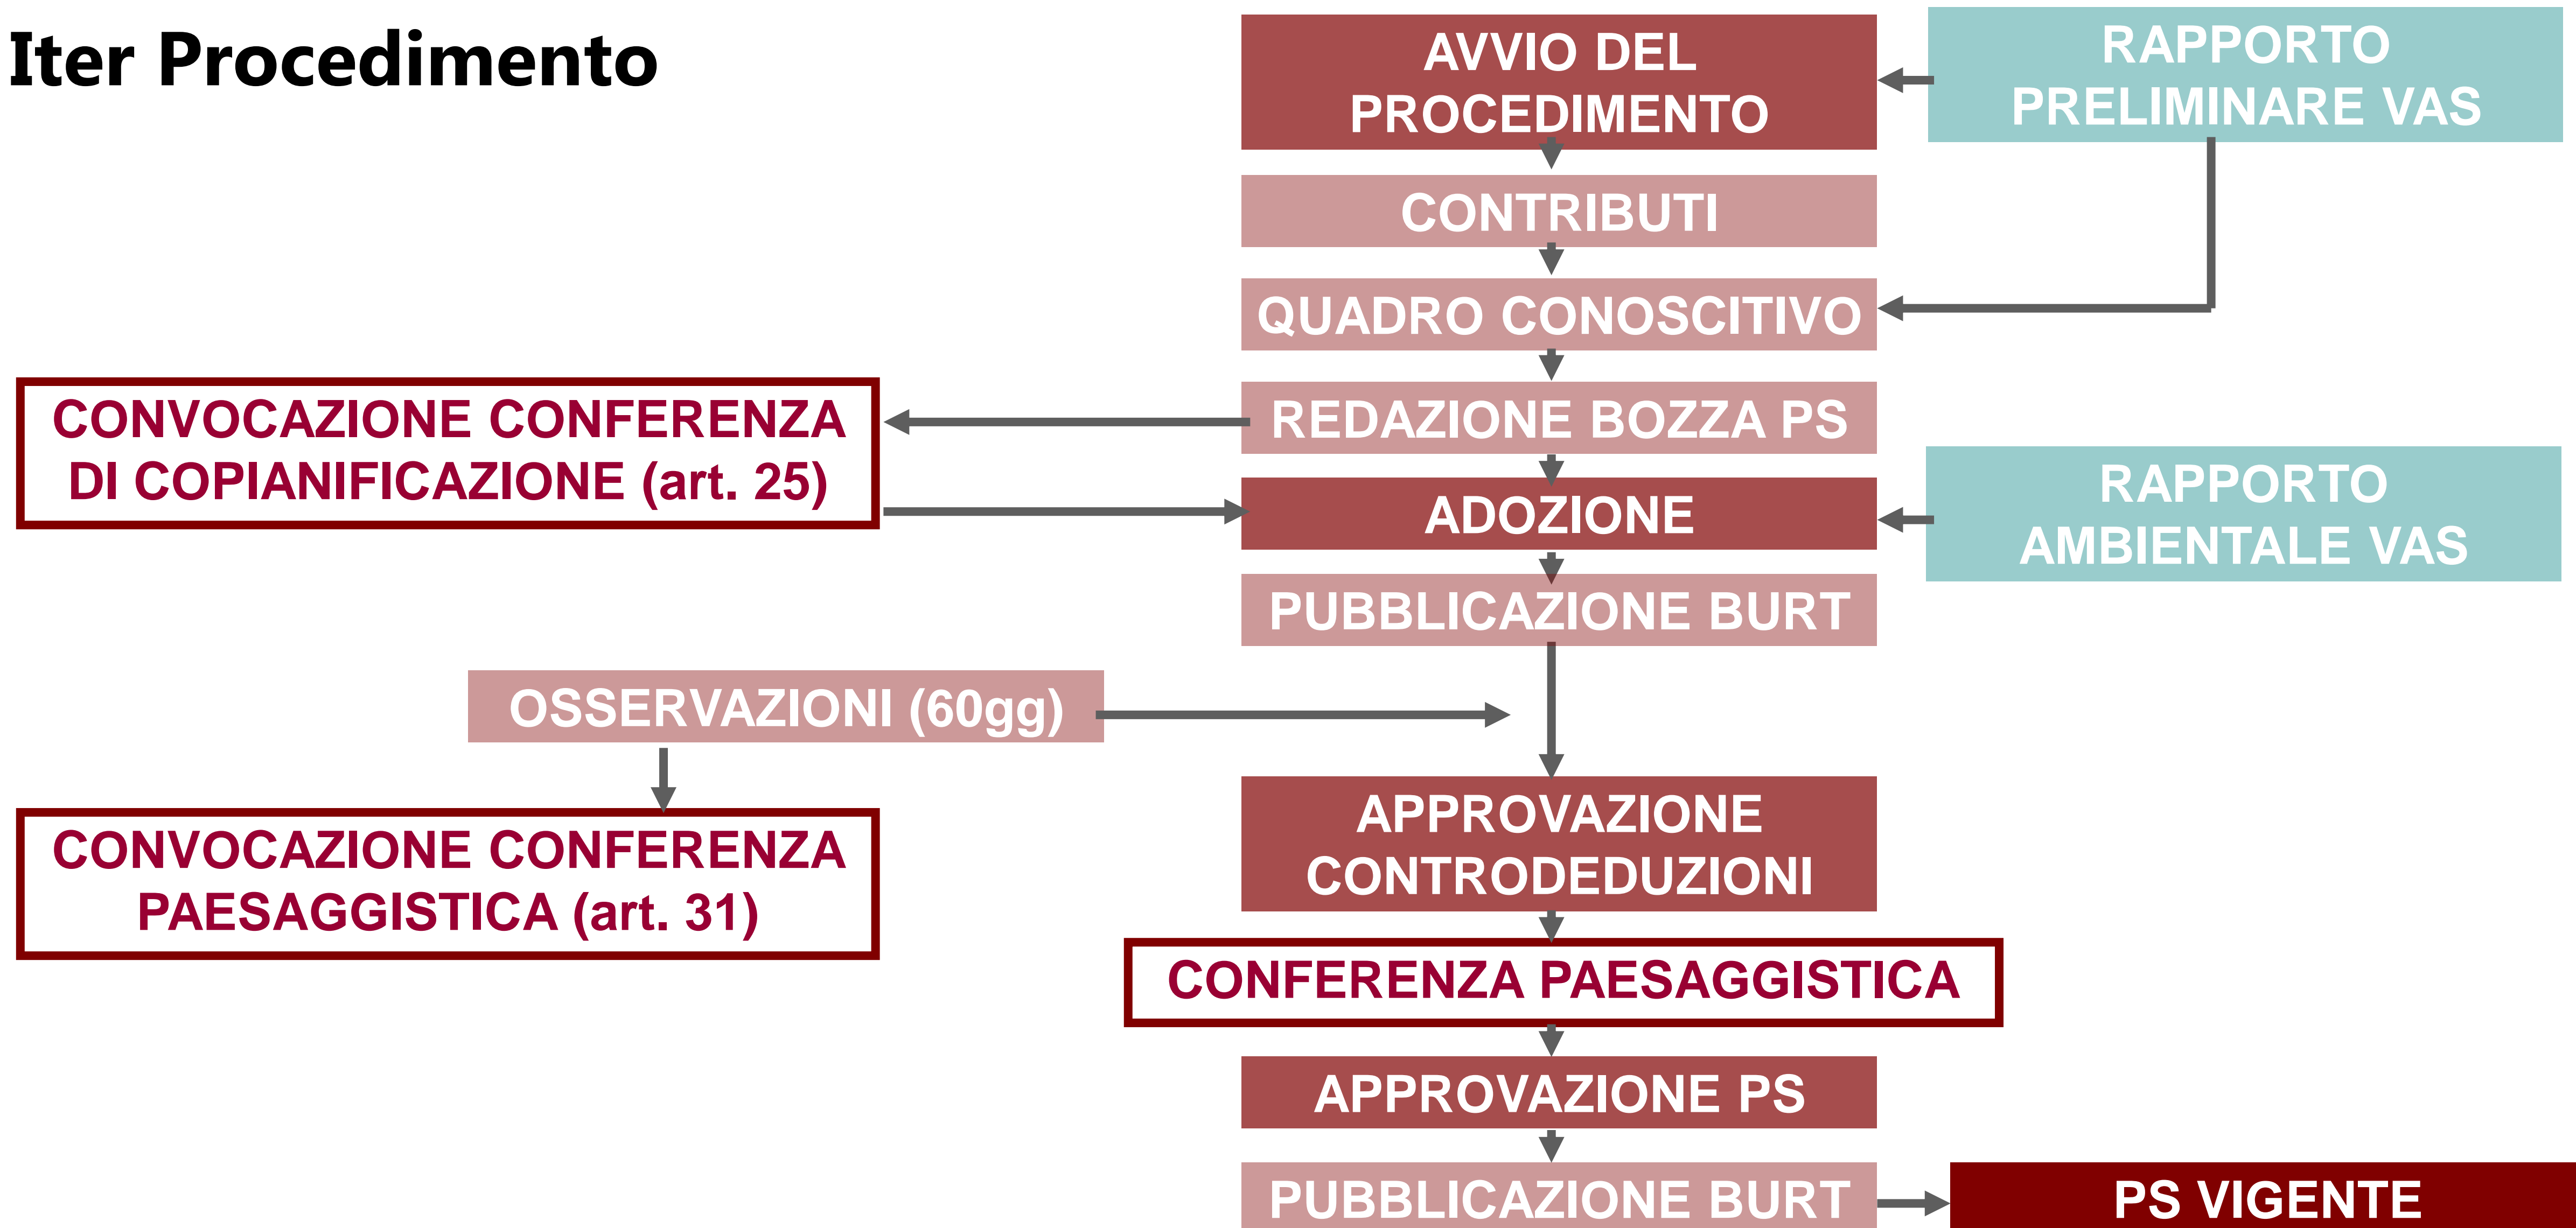 Iter Procedimento
AVVIO DEL
PROCEDIMENTO
RAPPORTO
PRELIMINARE VAS
CONTRIBUTI
QUADRO CONOSCITIVO
CONVOCAZIONE CONFERENZA
DI COPIANIFICAZIONE (art. 25)
REDAZIONE BOZZA PS
ADOZIONE
RAPPORTO
AMBIENTALE VAS
PUBBLICAZIONE BURT
OSSERVAZIONI (60gg)
CONVOCAZIONE CONFERENZA
PAESAGGISTICA (art. 31)
APPROVAZIONE
CONTRODEDUZIONI
CONFERENZA PAESAGGISTICA
APPROVAZIONE PS
PUBBLICAZIONE BURT
PS VIGENTE